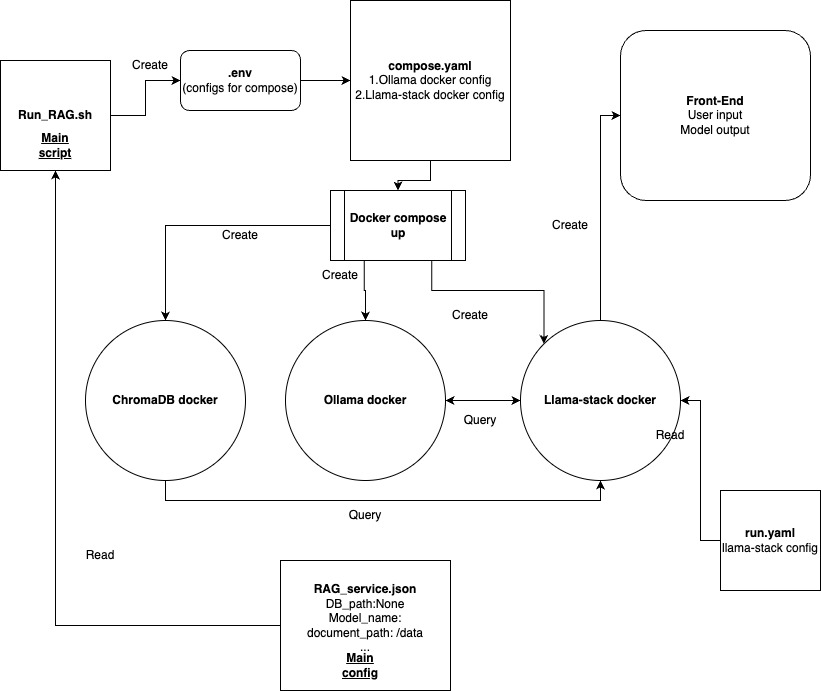 Create
.env
(configs for compose)
compose.yaml
1.Ollama docker config
2.Llama-stack docker config
Run_RAG.sh
Main
script
Front-End
User input
Model output
Docker compose
up
Create
Create
Create
Create
ChromaDB docker
Ollama docker
Llama-stack docker
Query
Read
Query
run.yaml
llama-stack config
Read
RAG_service.json
DB_path:None
Model_name:
document_path: /data
...
Main
config